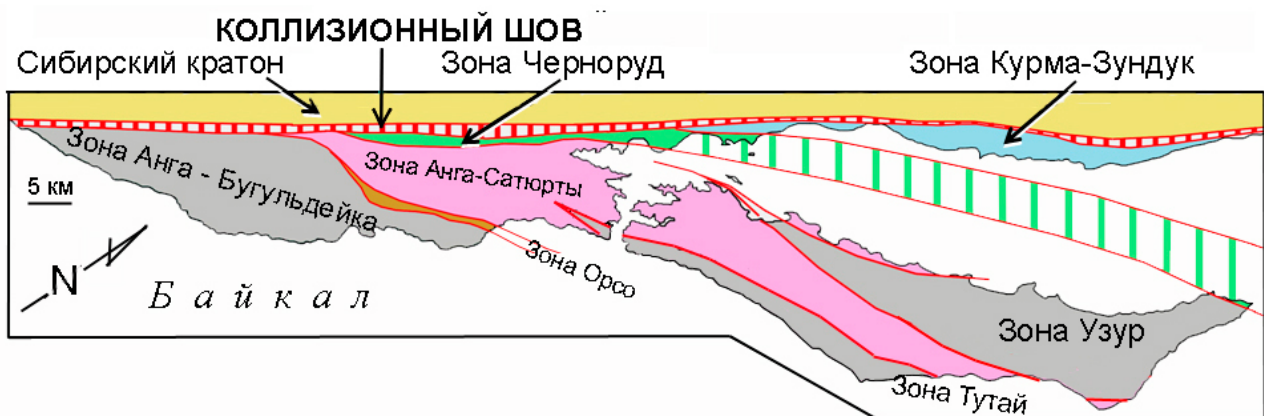 КОЛЛИЗИОННЫЙ ШОВ
Сибирский кратон
Зона Черноруд
Зона Курма-Зундук
Зона Анга - Бугульдейка
Зона Анга-Сатюрты
5 км
N
Байкал
Зона Орсо
Зона Узур
Зона Тутай